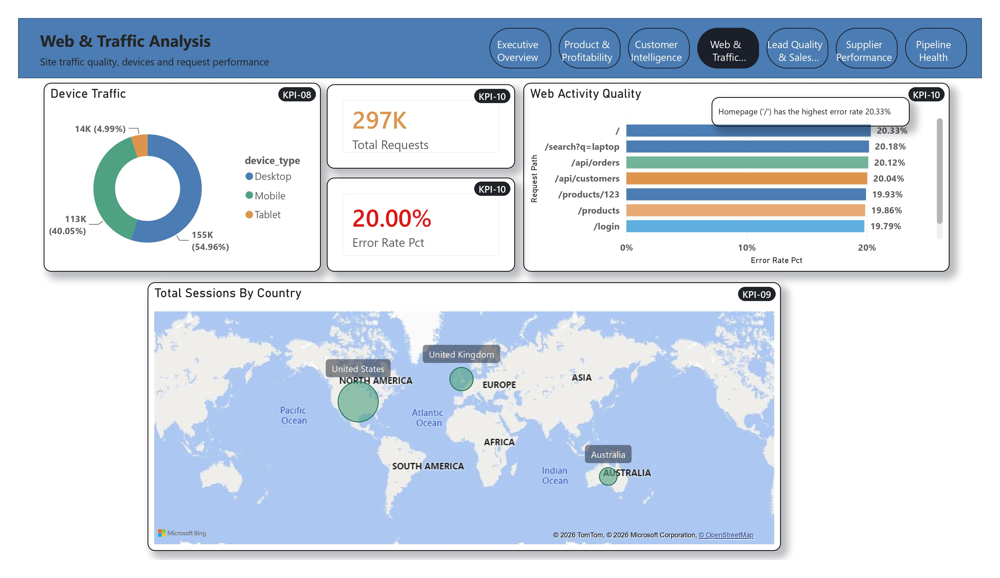 Web & Traffic Analysis
Site traffic quality, devices and request performance
Executive
Overview
Product &
Profitability
Customer
Intelligence
Web &
Traffic...
Lead Quality
& Sales...
Supplier
Performance
Pipeline
Health
Device Traffic
KPI-08
14K (4.99%)
113K
(40.05%)
155K
(54.96%)
device_type
Desktop
Mobile
Tablet
KPI-10
297K
Total Requests
KPI-10
20.00%
Error Rate Pct
Web Activity Quality
KPI-10
Homepage ('/') has the highest error rate 20.33%
Request Path
/ 20.33%
/search?q=laptop 20.18%
/api/orders 20.12%
/api/customers 20.04%
/products/123 19.93%
/products 19.86%
/login 19.79%
0% 10% 20%
Error Rate Pct
Total Sessions By Country
KPI-09
United Kingdom
United States
NORTH AMERICA
EUROPE
ASIA
Pacific
Ocean
Atlantic
Ocean
AFRICA
Australia
SOUTH AMERICA
Indian
Ocean
AUSTRALIA
Microsoft Bing
© 2026 TomTom, © 2026 Microsoft Corporation, © OpenStreetMap